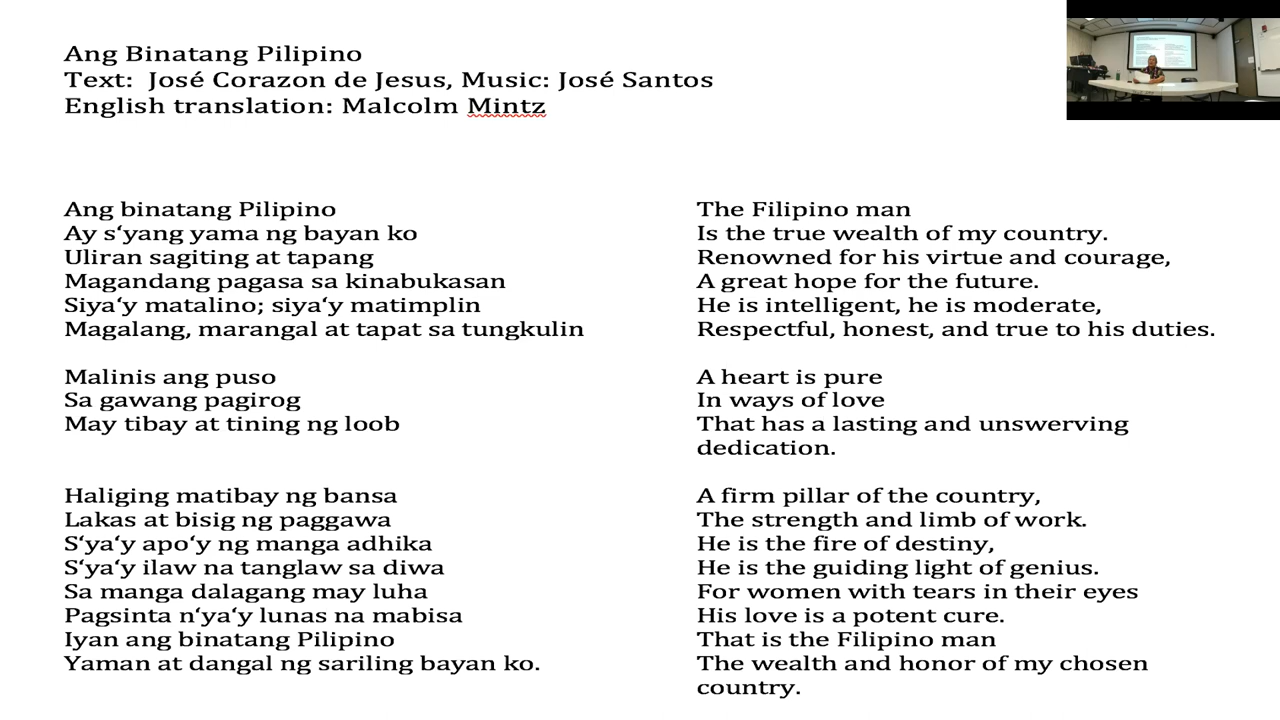 Ang Binatang Pilipino
Text:  José Corazon de Jesus, Music: José Santos
English translation: Malcolm Mintz
Ang binatang Pilipino
Ay s‘yang yama ng bayan ko
Uliran sagiting at tapang
Magandang pagasa sa kinabukasan
Siya‘y matalino; siya‘y matimplin
Magalang, marangal at tapat sa tungkulin
Malinis ang puso
Sa gawang pagirog
May tibay at tining ng loob
Haliging matibay ng bansa
Lakas at bisig ng paggawa
S‘ya‘y apo‘y ng manga adhika
S‘ya‘y ilaw na tanglaw sa diwa
Sa manga dalagang may luha
Pagsinta n‘ya‘y lunas na mabisa
Iyan ang binatang Pilipino
Yaman at dangal ng sariling bayan ko.
The Filipino man
Is the true wealth of my country.
Renowned for his virtue and courage,
A great hope for the future.
He is intelligent, he is moderate,
Respectful, honest, and true to his duties.
A heart is pure
In ways of love
That has a lasting and unswerving
dedication.
A firm pillar of the country,
The strength and limb of work.
He is the fire of destiny,
He is the guiding light of genius.
For women with tears in their eyes
His love is a potent cure.
That is the Filipino man
The wealth and honor of my chosen
country.